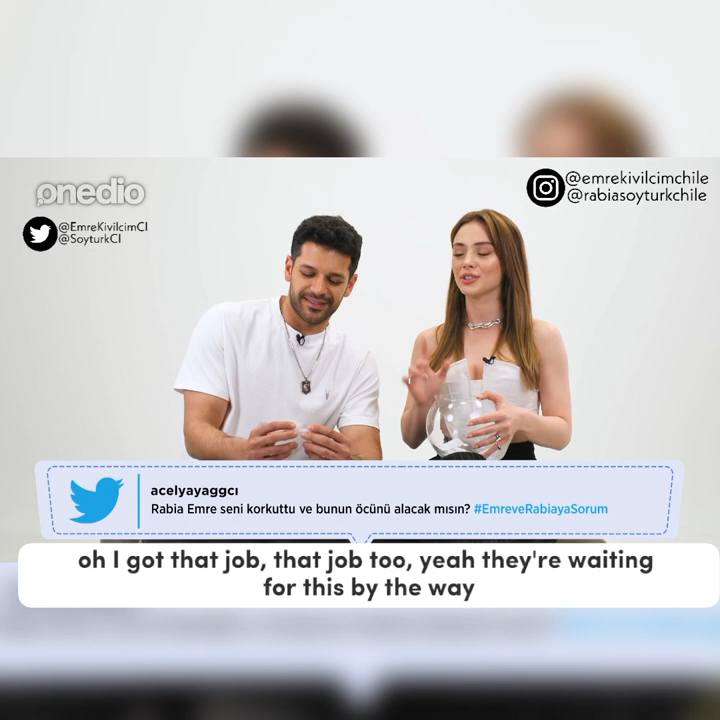 onedio
@EmreKivilcimCl
@SoyturkCl
@emrekivilcimchile
@rabiasoyturkchile
acelyayaggcı
Rabia Emre seni korkuttu ve bunun öcünü alacak mısın? #EmreveRabiayaSorum
oh I got that job, that job too, yeah they're waiting
for this by the way